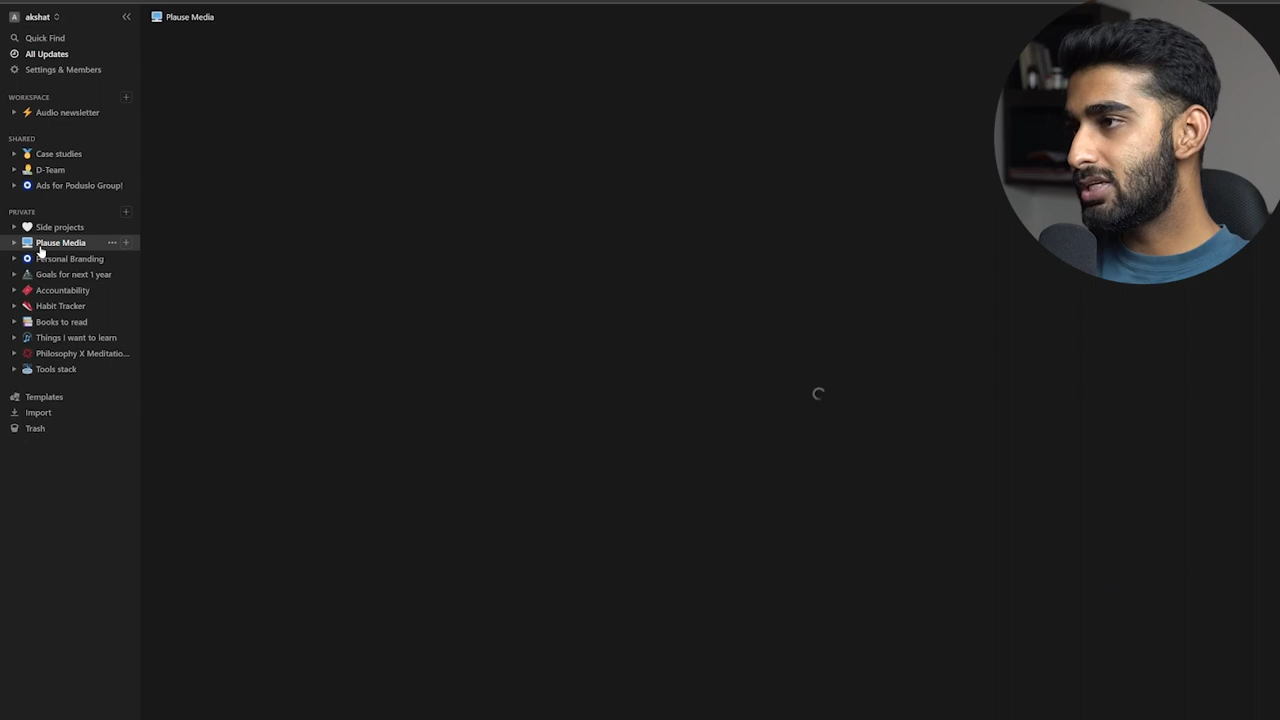 akshat
Plause Media
Quick Find
All Updates
Settings & Members
WORKSPACE
Audio newsletter
SHARED
Case studies
D-Team
Ads for Poduslo Group!
PRIVATE
Side projects
Plause Media
Personal Branding
Goals for next 1 year
Accountability
Habit Tracker
Books to read
Things I want to learn
Philosophy X Meditatio...
Tools stack
Templates
Import
Trash